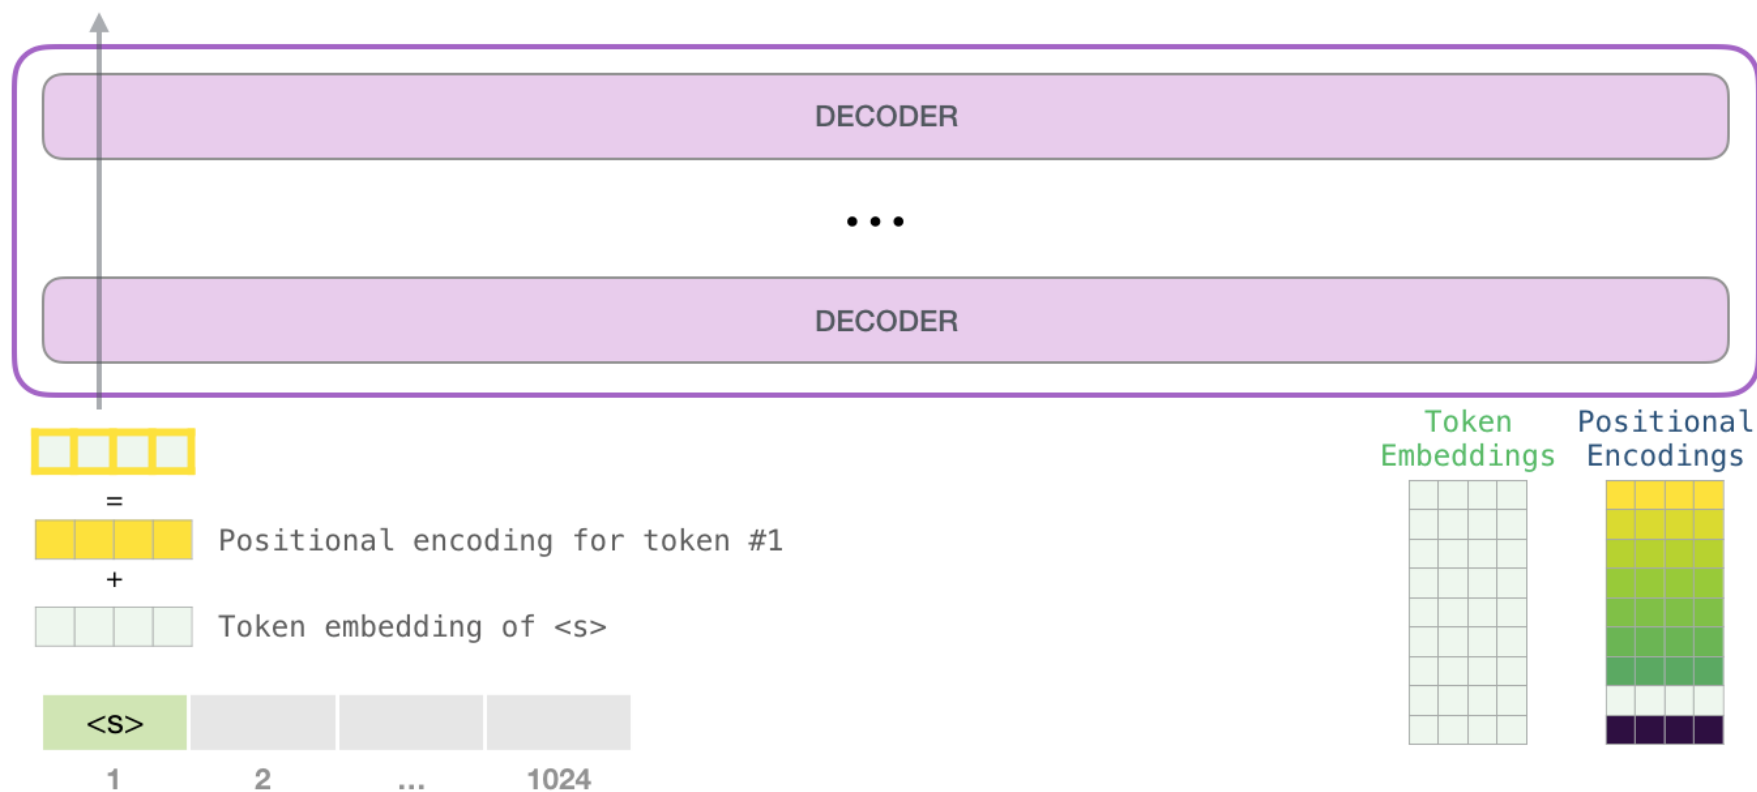 DECODER
...
DECODER
Token
Embeddings
Positional
Encodings
=
Positional encoding for token #1
+
Token embedding of <s>
<s>
1 2 ... 1024